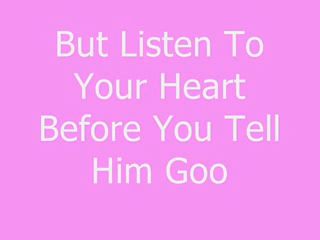 But Listen To
Your Heart
Before You Tell
Him Goo